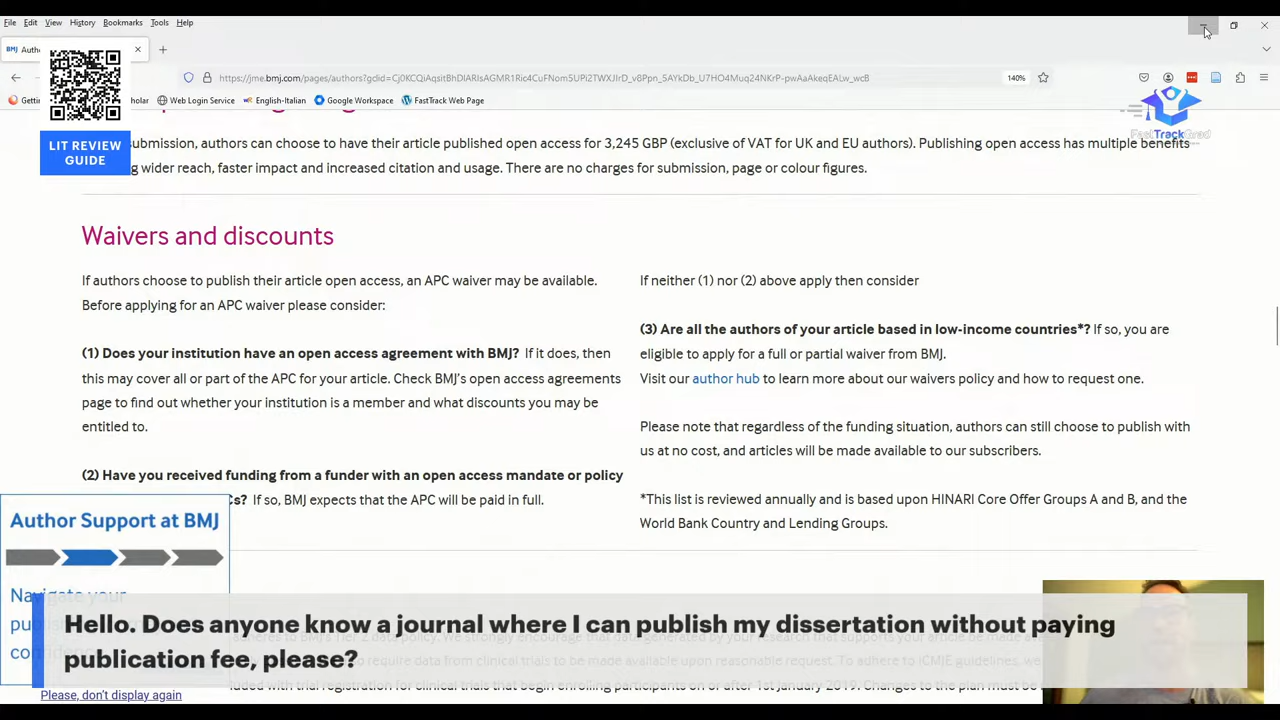 File Edit View History Bookmarks Tools Help
BMJ Autho
https://jme.bmj.com/pages/authors?gclid=
140%
Getti
holar
Web Login Service
English-Italian
Google Workspace
FastTrack Web Page
LIT REVIEW
GUIDE
FastTrackGrad
submission, authors can choose to have their article published open access for 3,245 GBP (exclusive of VAT for UK and EU authors). Publishing open access has multiple benefits
g wider reach, faster impact and increased citation and usage. There are no charges for submission, page or colour figures.
Waivers and discounts
If authors choose to publish their article open access, an APC waiver may be available.
Before applying for an APC waiver please consider:
(1) Does your institution have an open access agreement with BMJ? If it does, then
this may cover all or part of the APC for your article. Check BMJ's open access agreements
page to find out whether your institution is a member and what discounts you may be
entitled to.
(2) Have you received funding from a funder with an open access mandate or policy
Cs? If so, BMJ expects that the APC will be paid in full.
If neither (1) nor (2) above apply then consider
(3) Are all the authors of your article based in low-income countries*? If so, you are
eligible to apply for a full or partial waiver from BMJ.
Visit our author hub to learn more about our waivers policy and how to request one.
Please note that regardless of the funding situation, authors can still choose to publish with
us at no cost, and articles will be made available to our subscribers.
*This list is reviewed annually and is based upon HINARI Core Offer Groups A and B, and the
World Bank Country and Lending Groups.
Author Support at BMJ
Navigate your
Hello. Does anyone know a journal where I can publish my dissertation without paying
publication fee, please?
Please, don't display again